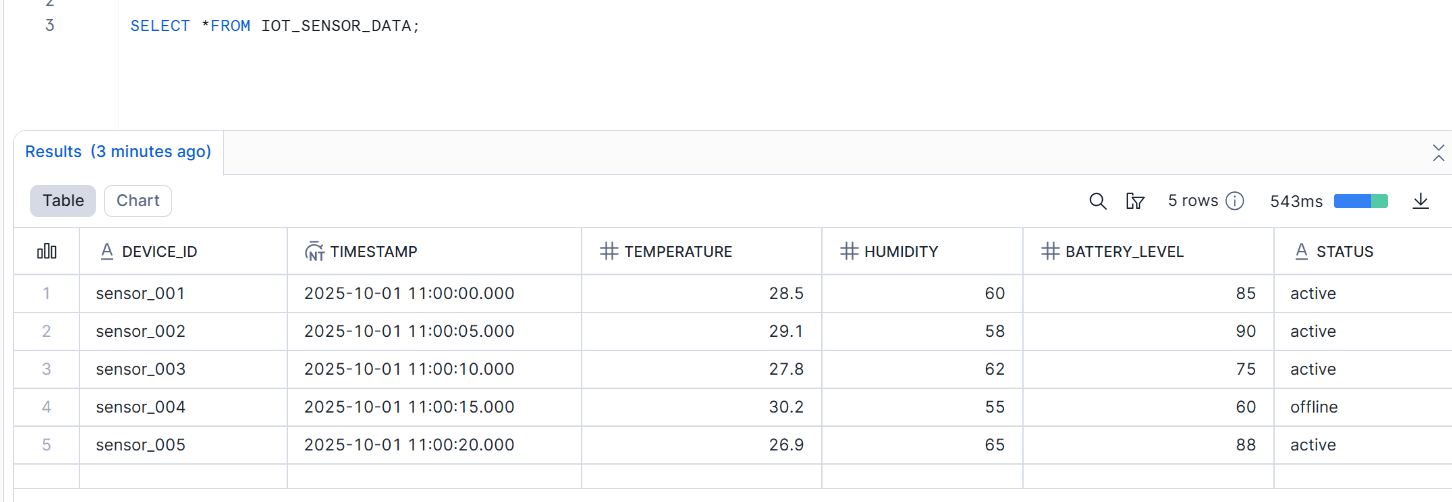 2
3 SELECT *FROM IOT_SENSOR_DATA;
Results (3 minutes ago)
Table Chart 5 rows 543ms
DEVICE_ID NT TIMESTAMP TEMPERATURE HUMIDITY BATTERY_LEVEL A STATUS
1 sensor_001 2025-10-01 11:00:00.000 28.5 60 85 active
2 sensor_002 2025-10-01 11:00:05.000 29.1 58 90 active
3 sensor_003 2025-10-01 11:00:10.000 27.8 62 75 active
4 sensor_004 2025-10-01 11:00:15.000 30.2 55 60 offline
5 sensor_005 2025-10-01 11:00:20.000 26.9 65 88 active